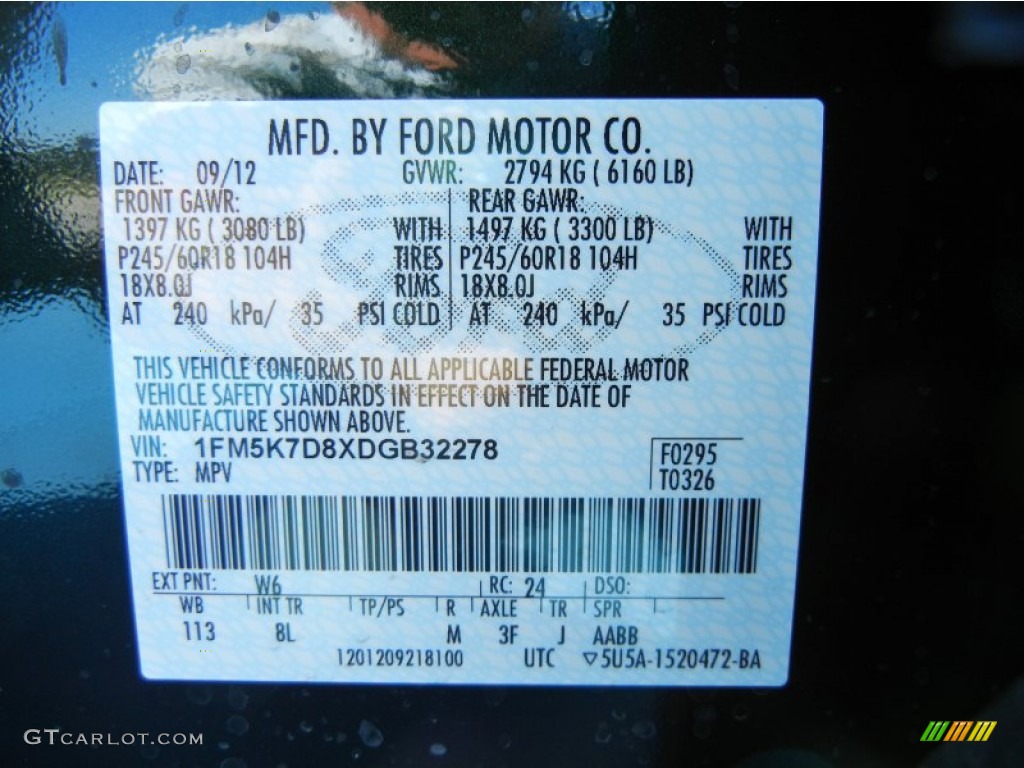 MFD. BY FORD MOTOR CO.
DATE: 09/12 GVWR: 2794 KG ( 6160 LB)
FRONT GAWR: REAR GAWR:
1397 KG ( 3080 LB) WITH 1497 KG ( 3300 LB) WITH
P245/60R18 104H TIRES P245/60R18 104H TIRES
18X8.0J RIMS 18X8.0J RIMS
AT 240 kPa/ 35 PSI COLD AT 240 kPa/ 35 PSI COLD
THIS VEHICLE CONFORMS TO ALL APPLICABLE FEDERAL MOTOR
VEHICLE SAFETY STANDARDS IN EFFECT ON THE DATE OF
MANUFACTURE SHOWN ABOVE.
VIN: 1FM5K7D8XDGB32278 F0295
TYPE: MPV T0326
EXT PNT: W6 RC: 24 DSO:
WB INT TR TP/PS R AXLE TR SPR
113 8L M 3F J AABB
1201209218100 UTC ▽5U5A-1520472-BA
GTCARLOT.COM